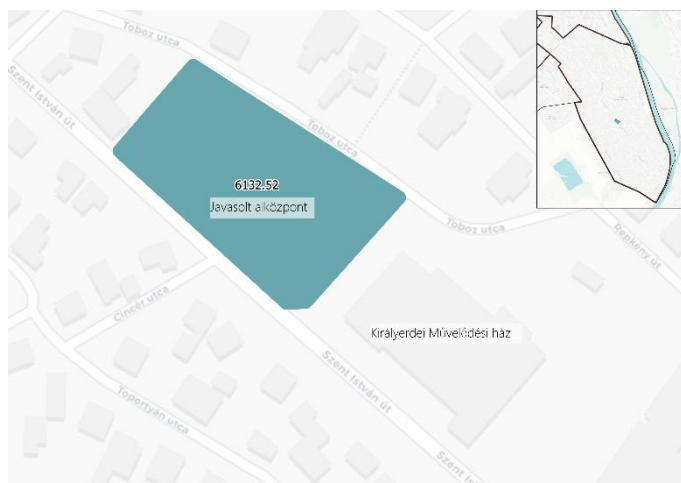 Toboz utca
Szent István út
Toboz utca
6132.52
Javasolt alközpont
Toboz utca
Repkény út
Cincér utca
Királyerdei Művelődési ház
Szent István út
Toportyán utca
Szent